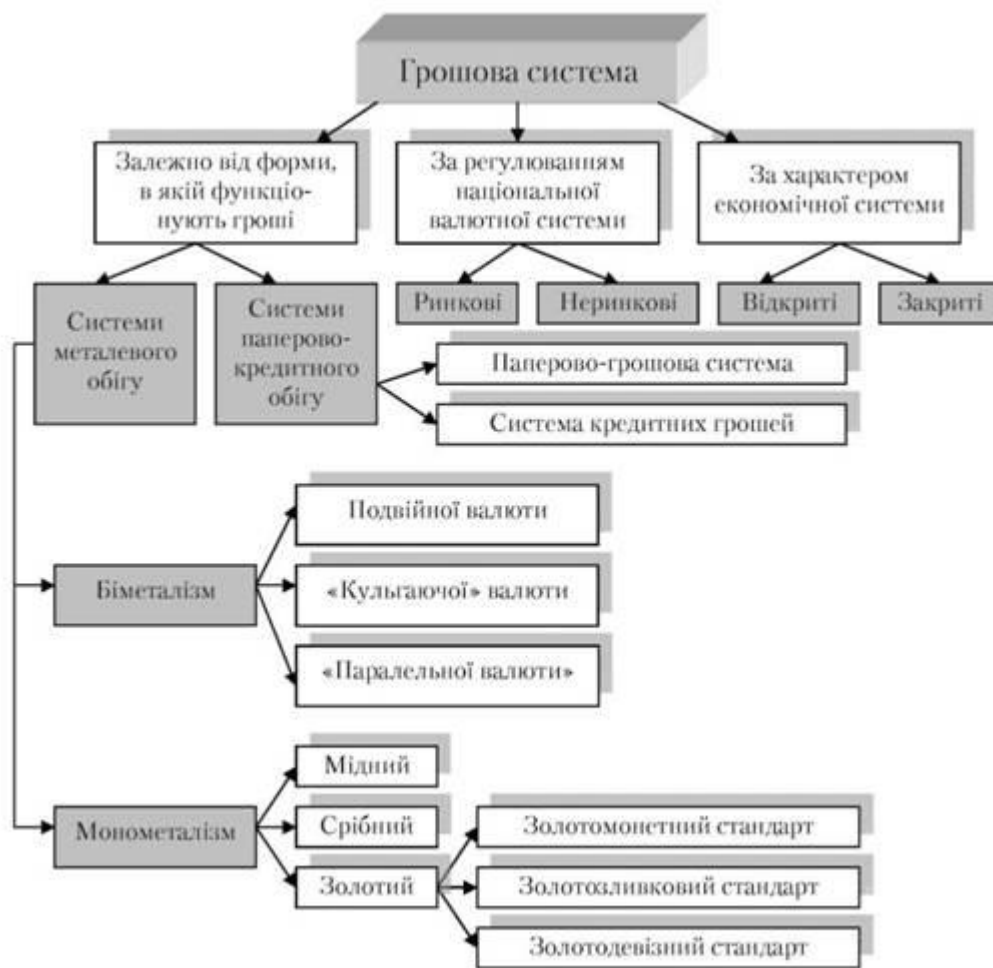 Грошова система
Залежно від форми,
в якій функціо-
нують гроші
За регулюванням
національної
валютної системи
За характером
економічної системи
Системи
металевого
обігу
Системи
паперово-
кредитного
обігу
Ринкові
Неринкові
Відкриті
Закриті
Паперово-грошова система
Система кредитних грошей
Біметалізм
Подвійної валюти
«Кульгаючої» валюти
«Паралельної валюти»
Монометалізм
Мідний
Срібний
Золотий
Золотомонетний стандарт
Золотозливковий стандарт
Золотодевізний стандарт